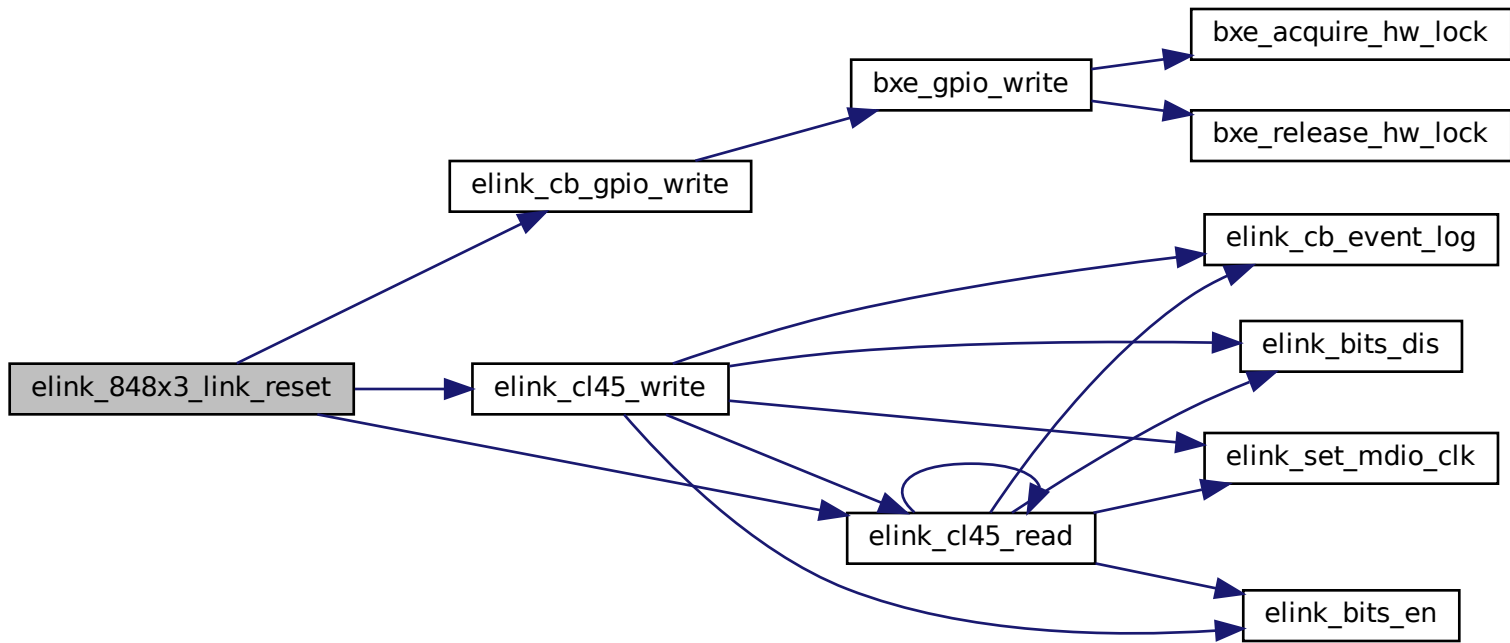 bxe_acquire_hw_lock
bxe_gpio_write
bxe_release_hw_lock
elink_cb_gpio_write
elink_cb_event_log
elink_bits_dis
elink_848x3_link_reset
elink_cl45_write
elink_set_mdio_clk
elink_cl45_read
elink_bits_en